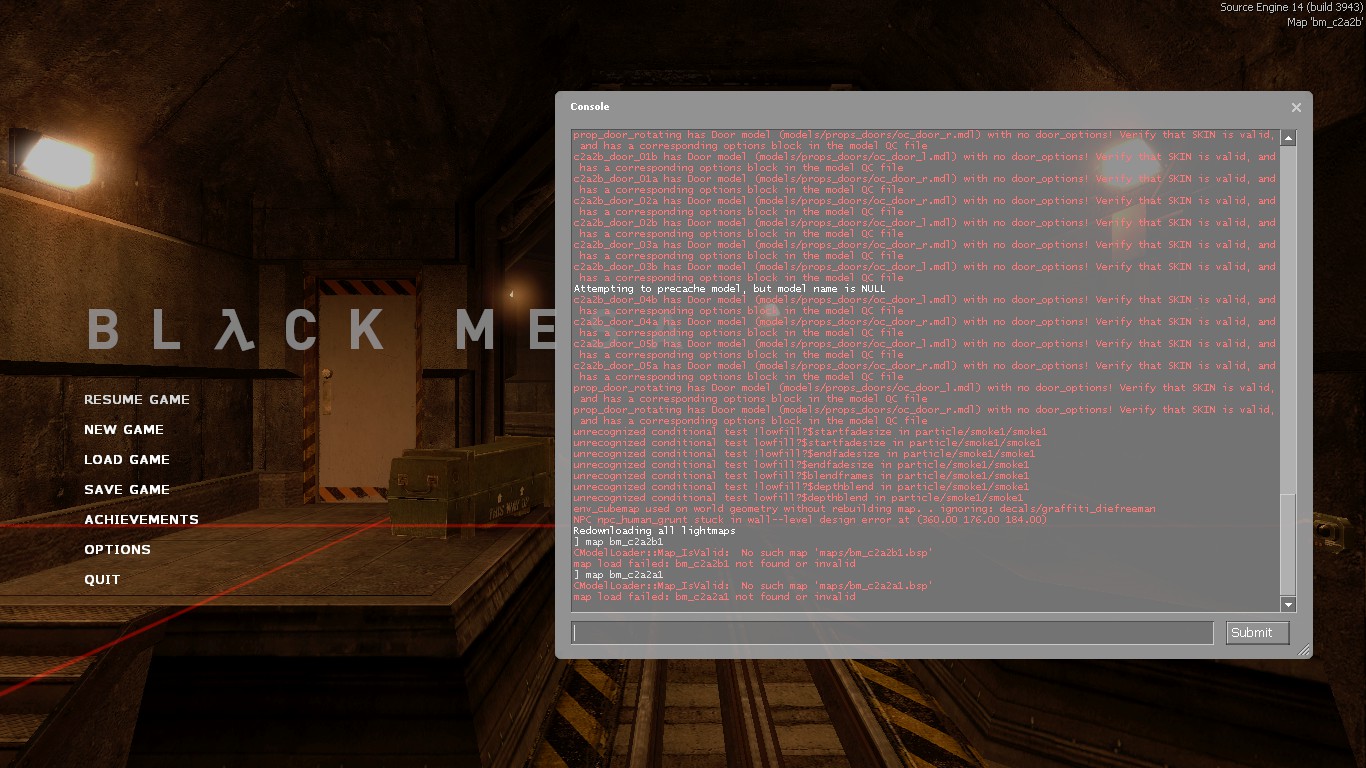 Source Engine 14 (build 3943)
Map 'bm_c2a2b'
Console
prop_door_rotating has Door model (models/props_doors/oc_door_r.mdl) with no door_options! Verify that SKIN is valid,
and has a corresponding options block in the model QC file
c2a2b_door_01b has Door model (models/props_doors/oc_door_l.mdl) with no door_options! Verify that SKIN is valid, and
has a corresponding options block in the model QC file
c2a2b_door_01a has Door model (models/props_doors/oc_door_r.mdl) with no door_options! Verify that SKIN is valid, and
has a corresponding options block in the model QC file
c2a2b_door_02a has Door model (models/props_doors/oc_door_r.mdl) with no door_options! Verify that SKIN is valid, and
has a corresponding options block in the model QC file
c2a2b_door_02b has Door model (models/props_doors/oc_door_l.mdl) with no door_options! Verify that SKIN is valid, and
has a corresponding options block in the model QC file
c2a2b_door_03a has Door model (models/props_doors/oc_door_r.mdl) with no door_options! Verify that SKIN is valid, and
has a corresponding options block in the model QC file
c2a2b_door_03b has Door model (models/props_doors/oc_door_l.mdl) with no door_options! Verify that SKIN is valid, and
has a corresponding options block in the model QC file
Attempting to precache model, but model name is NULL
c2a2b_door_04b has Door model (models/props_doors/oc_door_l.mdl) with no door_options! Verify that SKIN is valid, and
has a corresponding options block in the model QC file
c2a2b_door_04a has Door model (models/props_doors/oc_door_r.mdl) with no door_options! Verify that SKIN is valid, and
has a corresponding options block in the model QC file
c2a2b_door_05b has Door model (models/props_doors/oc_door_l.mdl) with no door_options! Verify that SKIN is valid, and
has a corresponding options block in the model QC file
c2a2b_door_05a has Door model (models/props_doors/oc_door_r.mdl) with no door_options! Verify that SKIN is valid, and
has a corresponding options block in the model QC file
prop_door_rotating has Door model (models/props_doors/oc_door_l.mdl) with no door_options! Verify that SKIN is valid,
and has a corresponding options block in the model QC file
prop_door_rotating has Door model (models/props_doors/oc_door_r.mdl) with no door_options! Verify that SKIN is valid,
and has a corresponding options block in the model QC file
unrecognized conditional test !lowfill?$startfadesize in particle/smoke1/smoke1
unrecognized conditional test lowfill?$startfadesize in particle/smoke1/smoke1
unrecognized conditional test !lowfill?$endfadesize in particle/smoke1/smoke1
unrecognized conditional test lowfill?$endfadesize in particle/smoke1/smoke1
unrecognized conditional test lowfill?$blendframes in particle/smoke1/smoke1
unrecognized conditional test !lowfill?$depthblend in particle/smoke1/smoke1
unrecognized conditional test lowfill?$depthblend in particle/smoke1/smoke1
env_cubemap used on world geometry without rebuilding map. . ignoring: decals/graffiti_diefreeman
NPC npc_human_grunt stuck in wall--level design error at (360.00 176.00 184.00)
Redownloading all lightmaps
] map bm_c2a2b1
CModelLoader::Map_IsValid: No such map 'maps/bm_c2a2b1.bsp'
map load failed: bm_c2a2b1 not found or invalid
] map bm_c2a2a1
CModelLoader::Map_IsValid: No such map 'maps/bm_c2a2a1.bsp'
map load failed: bm_c2a2a1 not found or invalid
Submit
BLλCK ME
RESUME GAME
NEW GAME
LOAD GAME
SAVE GAME
ACHIEVEMENTS
OPTIONS
QUIT